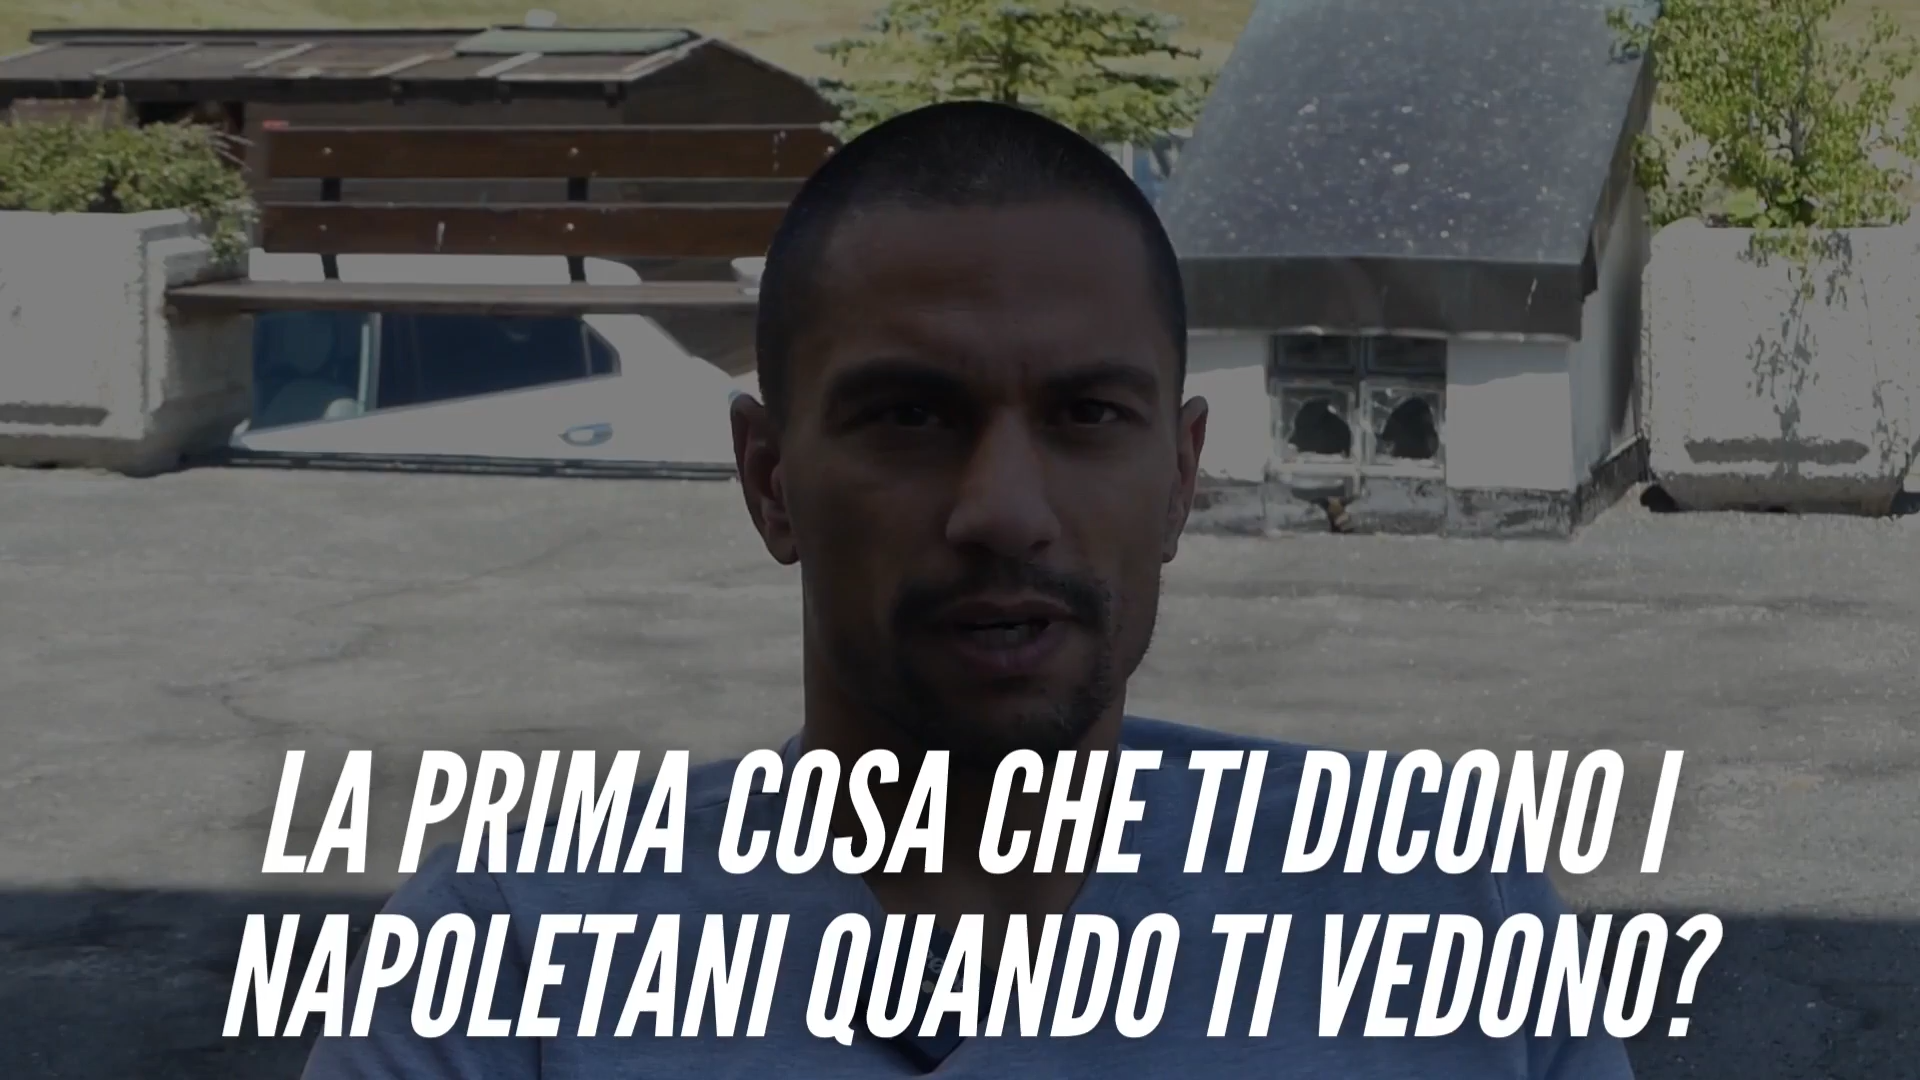 LA PRIMA COSA CHE TI DICONO I
NAPOLETANI QUANDO TI VEDONO?